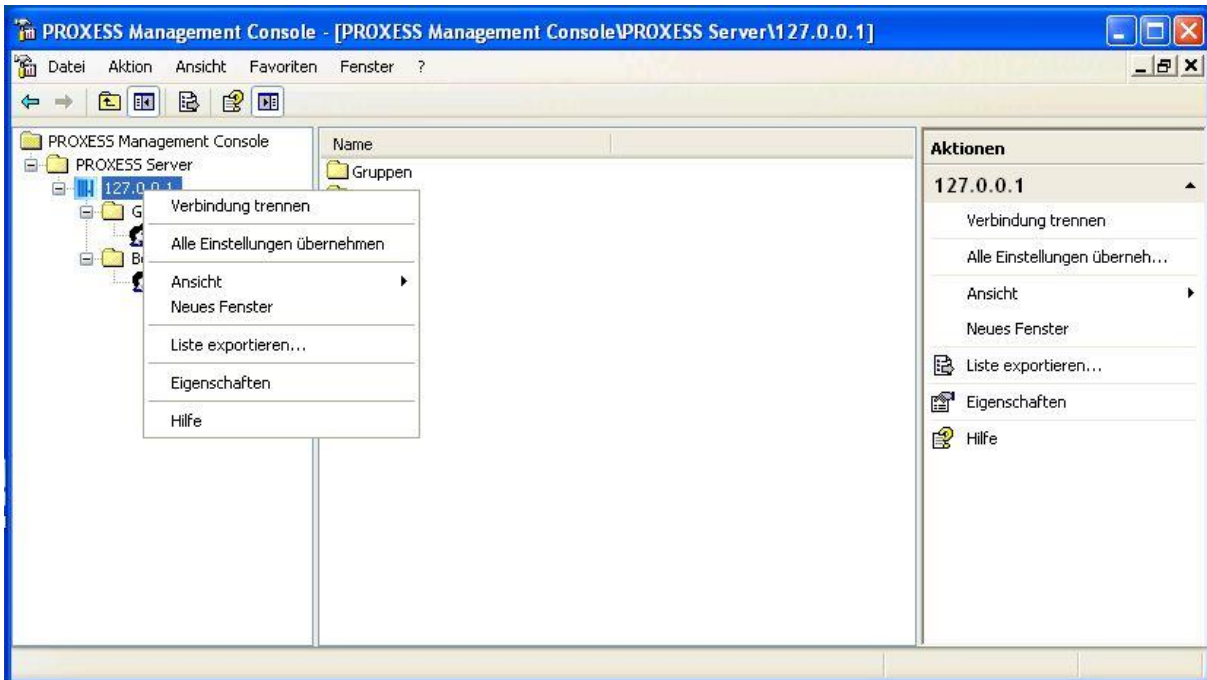 PROXESS Management Console - [PROXESS Management Console\PROXESS Server\127.0.0.1]
Datei Aktion Ansicht Favoriten Fenster ?
PROXESS Management Console
PROXESS Server
127.0.0.1
G
B
Verbindung trennen
Alle Einstellungen übernehmen
Ansicht
Neues Fenster
Liste exportieren...
Eigenschaften
Hilfe
Name
Gruppen
Aktionen
127.0.0.1
Verbindung trennen
Alle Einstellungen überneh...
Ansicht
Neues Fenster
Liste exportieren...
Eigenschaften
Hilfe